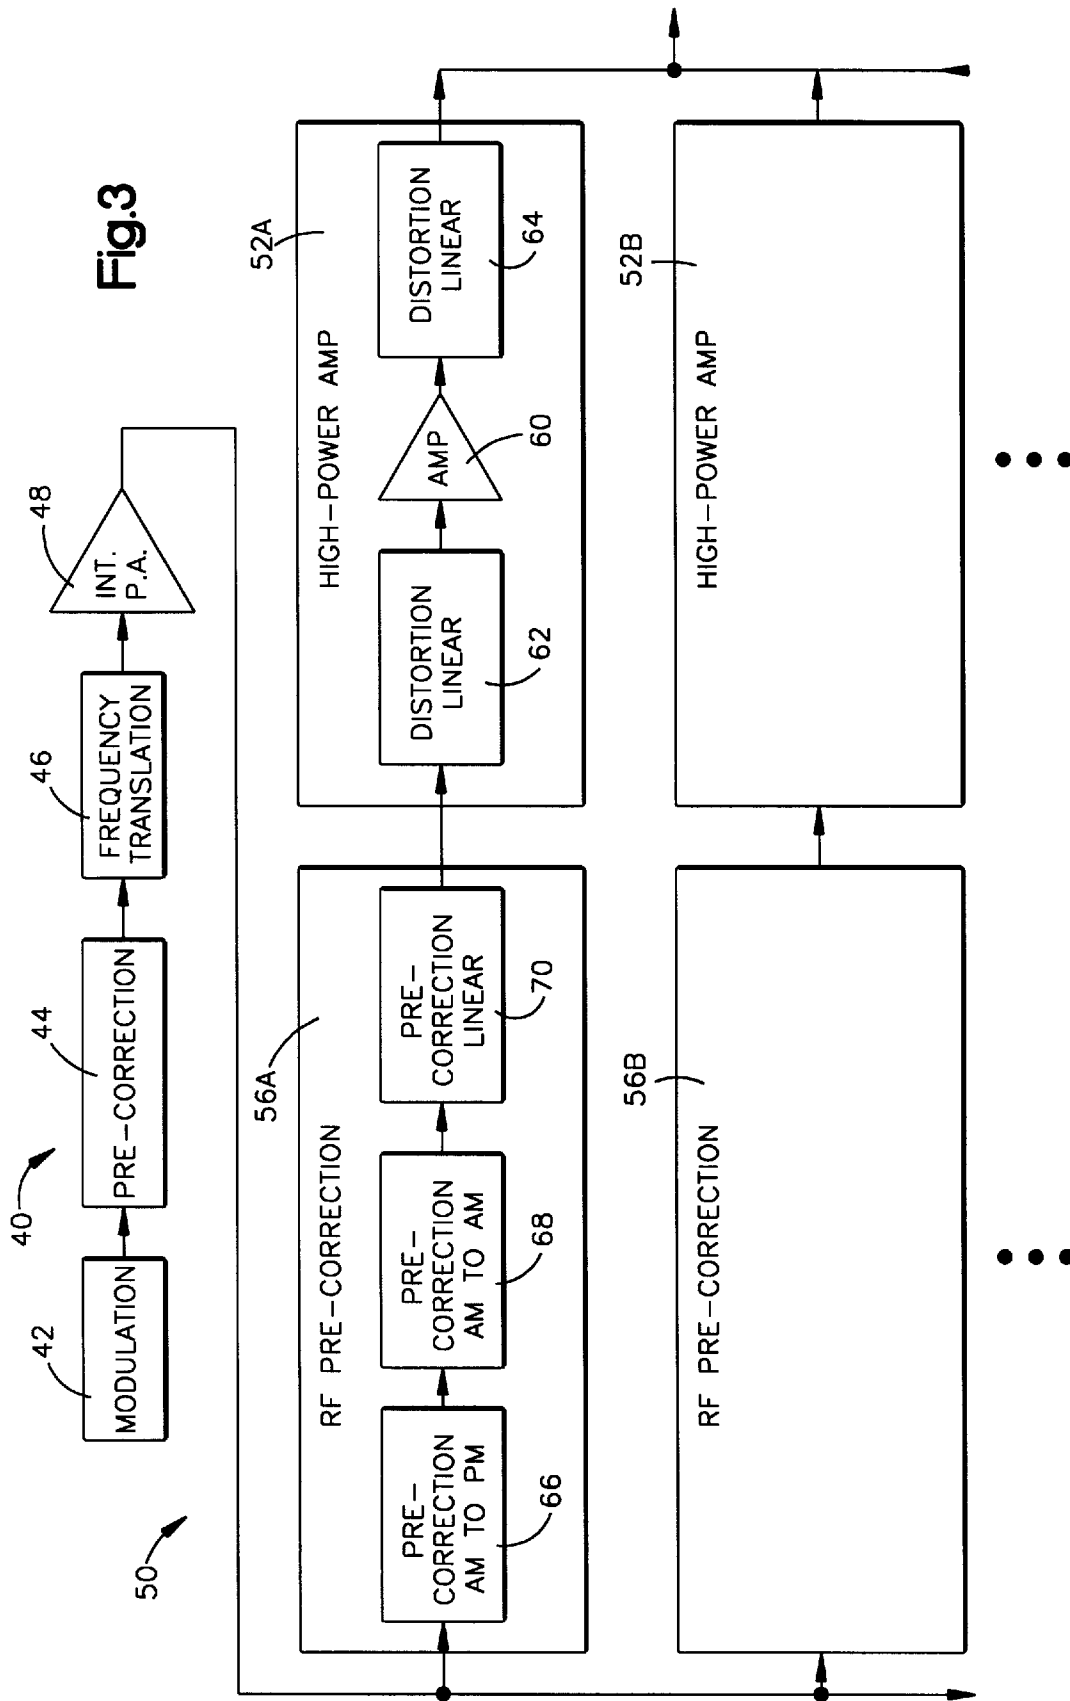 Fig.3
40
42
MODULATION
44
PRE-CORRECTION
46
FREQUENCY
TRANSLATION
48
INT.
P.A.
50
56A
RF PRE-CORRECTION
PRE-
CORRECTION
AM TO PM
66
PRE-
CORRECTION
AM TO AM
68
PRE-
CORRECTION
LINEAR
70
52A
HIGH-POWER AMP
DISTORTION
LINEAR
62
AMP
60
DISTORTION
LINEAR
64
56B
RF PRE-CORRECTION
52B
HIGH-POWER AMP